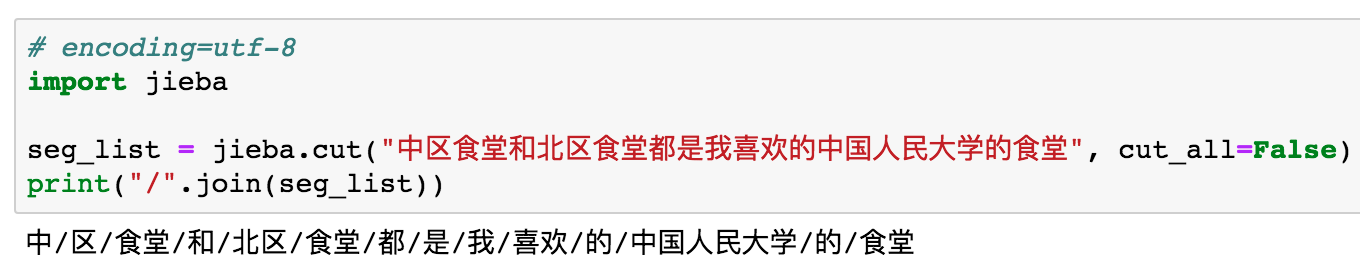 # encoding=utf-8
import jieba
seg_list = jieba.cut("中区食堂和北区食堂都是我喜欢的中国人民大学的食堂", cut_all=False)
print("/".join(seg_list))
中/区/食堂/和/北区/食堂/都/是/我/喜欢/的/中国人民大学/的/食堂